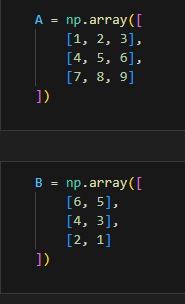 A = np.array([
    [1, 2, 3],
    [4, 5, 6],
    [7, 8, 9]
])
B = np.array([
    [6, 5],
    [4, 3],
    [2, 1]
])